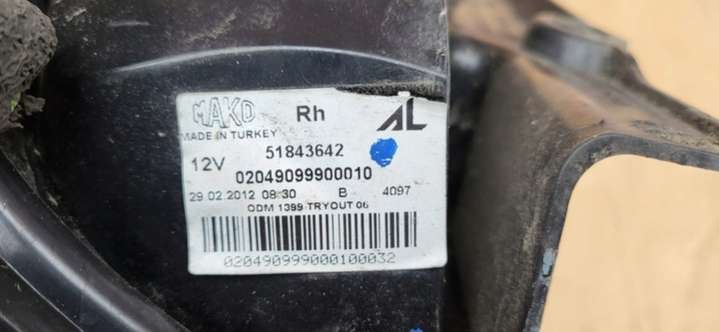 MAKO Rh AL
MADE IN TURKEY
12V 51843642
02049099900010
29.02.2012 08:30 B 4097
ODM 1399 TRYOUT 06
020490999000100032